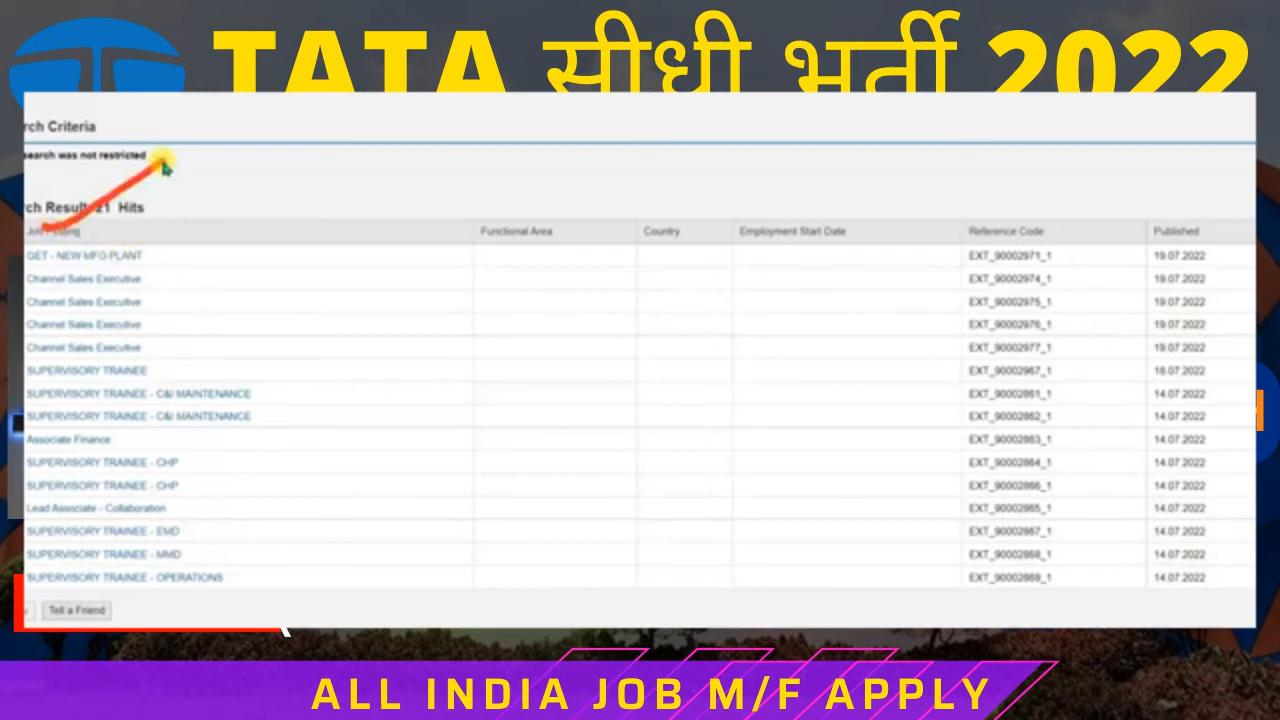 TATA सीधी भर्ती 2022
rch Criteria
search was not restricted
ch Result 21 Hits
Job Posting Functional Area Country Employment Start Date Reference Code Published
GET - NEW MFG PLANT EXT_90002971_1 19.07.2022
Channel Sales Executive EXT_90002974_1 19.07.2022
Channel Sales Executive EXT_90002975_1 19.07.2022
Channel Sales Executive EXT_90002976_1 19.07.2022
Channel Sales Executive EXT_90002977_1 19.07.2022
SUPERVISORY TRAINEE EXT_90002967_1 18.07.2022
SUPERVISORY TRAINEE - C&I MAINTENANCE EXT_90002861_1 14.07.2022
SUPERVISORY TRAINEE - C&I MAINTENANCE EXT_90002862_1 14.07.2022
Associate Finance EXT_90002863_1 14.07.2022
SUPERVISORY TRAINEE - CHP EXT_90002864_1 14.07.2022
SUPERVISORY TRAINEE - CHP EXT_90002866_1 14.07.2022
Lead Associate - Collaboration EXT_90002865_1 14.07.2022
SUPERVISORY TRAINEE - EMD EXT_90002867_1 14.07.2022
SUPERVISORY TRAINEE - MMD EXT_90002868_1 14.07.2022
SUPERVISORY TRAINEE - OPERATIONS EXT_90002869_1 14.07.2022
Tell a Friend
ALL INDIA JOB M/F APPLY